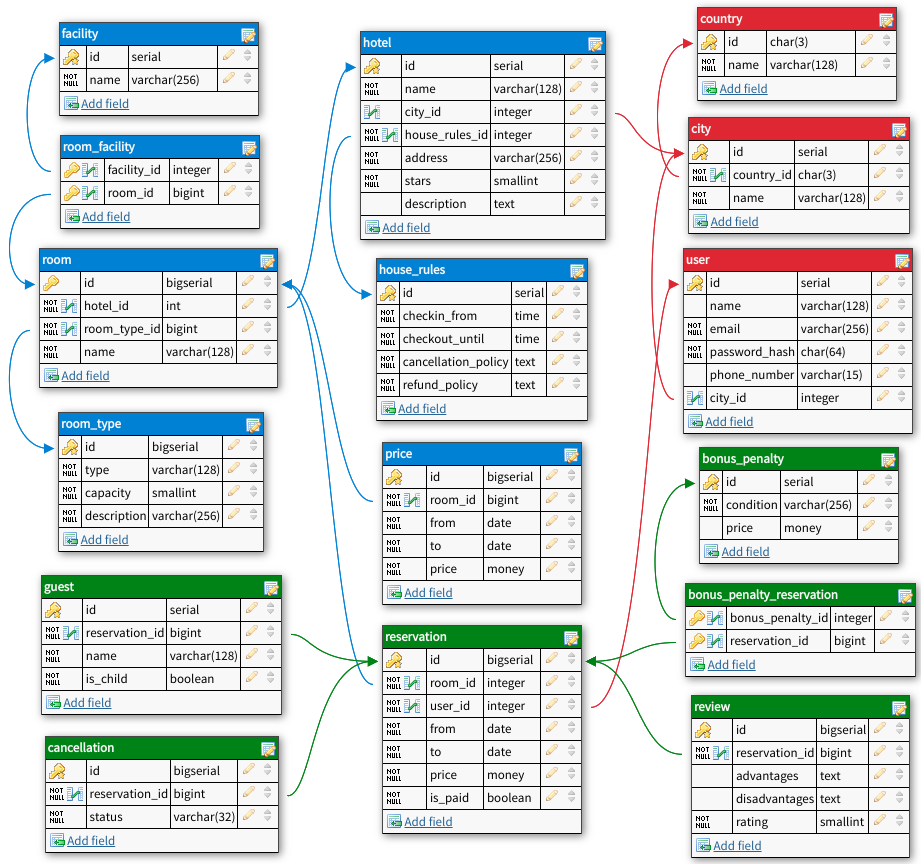 facility
id serial
NOT NULL name varchar(256)
Add field
room_facility
facility_id integer
room_id bigint
Add field
room
id bigserial
NOT NULL hotel_id int
NOT NULL room_type_id bigint
NOT NULL name varchar(128)
Add field
room_type
id bigserial
NOT NULL type varchar(128)
NOT NULL capacity smallint
NOT NULL description varchar(256)
Add field
guest
id serial
NOT NULL reservation_id bigint
NOT NULL name varchar(128)
NOT NULL is_child boolean
Add field
cancellation
id bigserial
NOT NULL reservation_id bigint
NOT NULL status varchar(32)
Add field
hotel
id serial
NOT NULL name varchar(128)
city_id integer
NOT NULL house_rules_id integer
NOT NULL address varchar(256)
NOT NULL stars smallint
description text
Add field
house_rules
id serial
NOT NULL checkin_from time
NOT NULL checkout_until time
NOT NULL cancellation_policy text
NOT NULL refund_policy text
Add field
price
id bigserial
NOT NULL room_id bigint
NOT NULL from date
NOT NULL to date
NOT NULL price money
Add field
reservation
id bigserial
NOT NULL room_id integer
NOT NULL user_id integer
NOT NULL from date
NOT NULL to date
NOT NULL price money
NOT NULL is_paid boolean
Add field
country
id char(3)
NOT NULL name varchar(128)
Add field
city
id serial
NOT NULL country_id char(3)
NOT NULL name varchar(128)
Add field
user
id serial
name varchar(128)
NOT NULL email varchar(256)
NOT NULL password_hash char(64)
phone_number varchar(15)
city_id integer
Add field
bonus_penalty
id serial
NOT NULL condition varchar(256)
price money
Add field
bonus_penalty_reservation
bonus_penalty_id integer
reservation_id bigint
Add field
review
id bigserial
NOT NULL reservation_id bigint
advantages text
disadvantages text
NOT NULL rating smallint
Add field